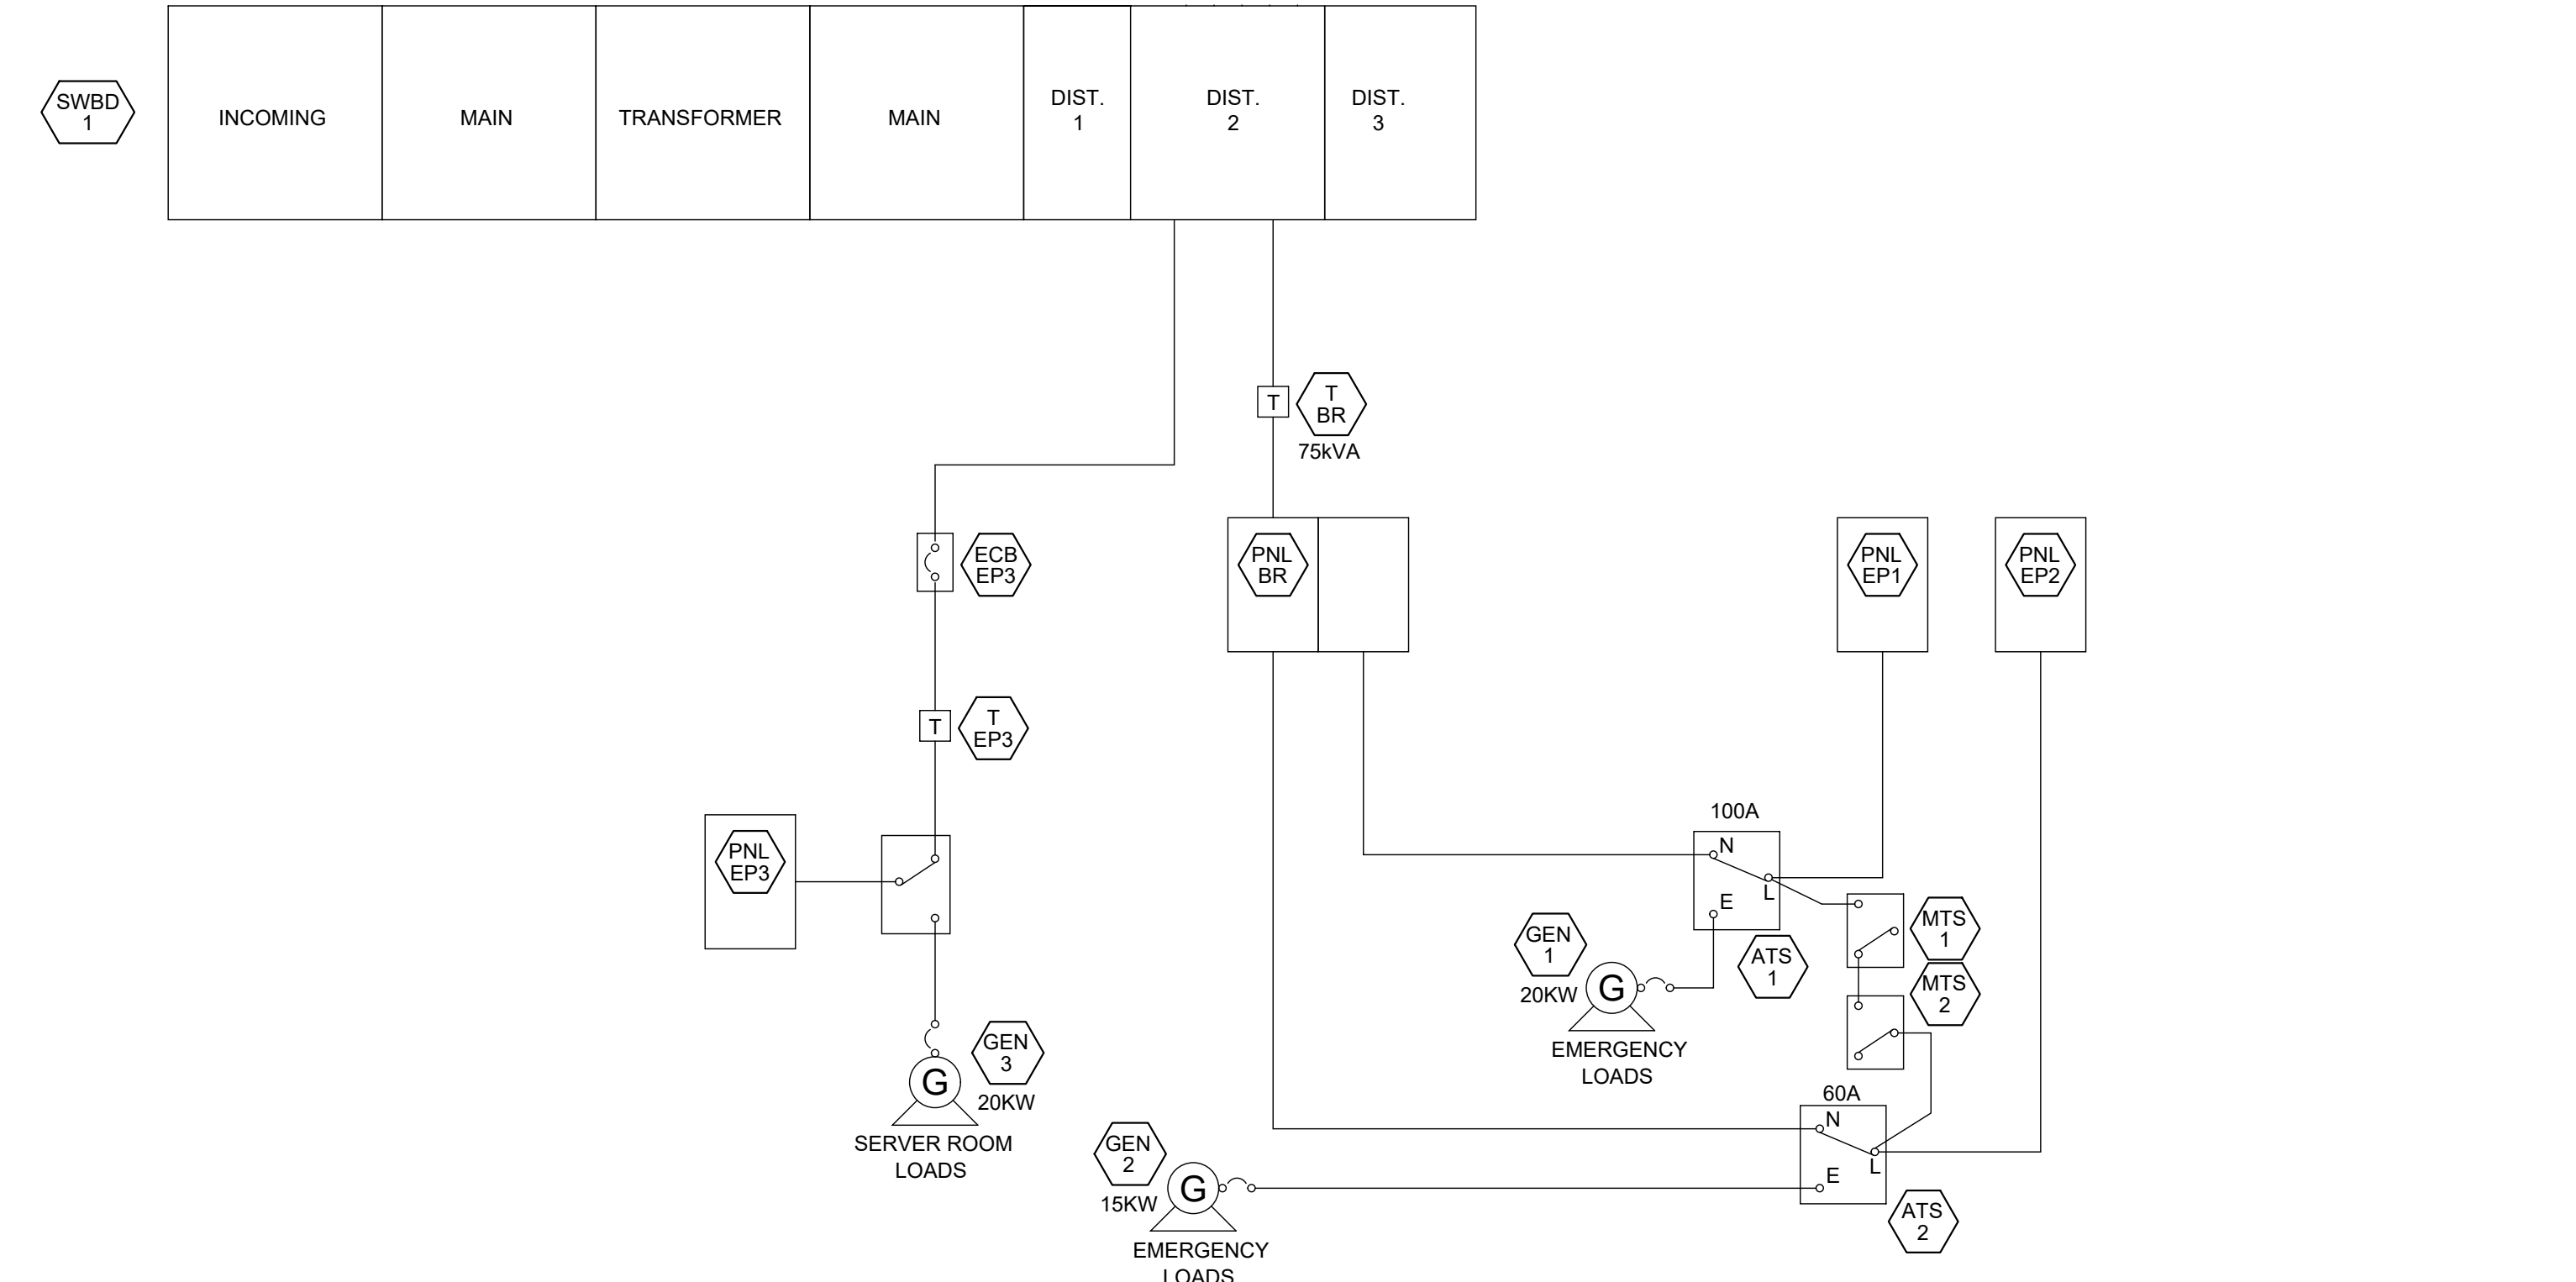 SWBD
1
INCOMING
MAIN
TRANSFORMER
MAIN
DIST.
1
DIST.
2
DIST.
3
T
T
BR
75kVA
ECB
EP3
PNL
BR
PNL
EP1
PNL
EP2
T
T
EP3
PNL
EP3
100A
N
L
E
GEN
1
20KW
G
EMERGENCY
LOADS
ATS
1
MTS
1
MTS
2
GEN
3
G
20KW
SERVER ROOM
LOADS
60A
N
L
E
GEN
2
15KW
G
EMERGENCY
LOADS
ATS
2